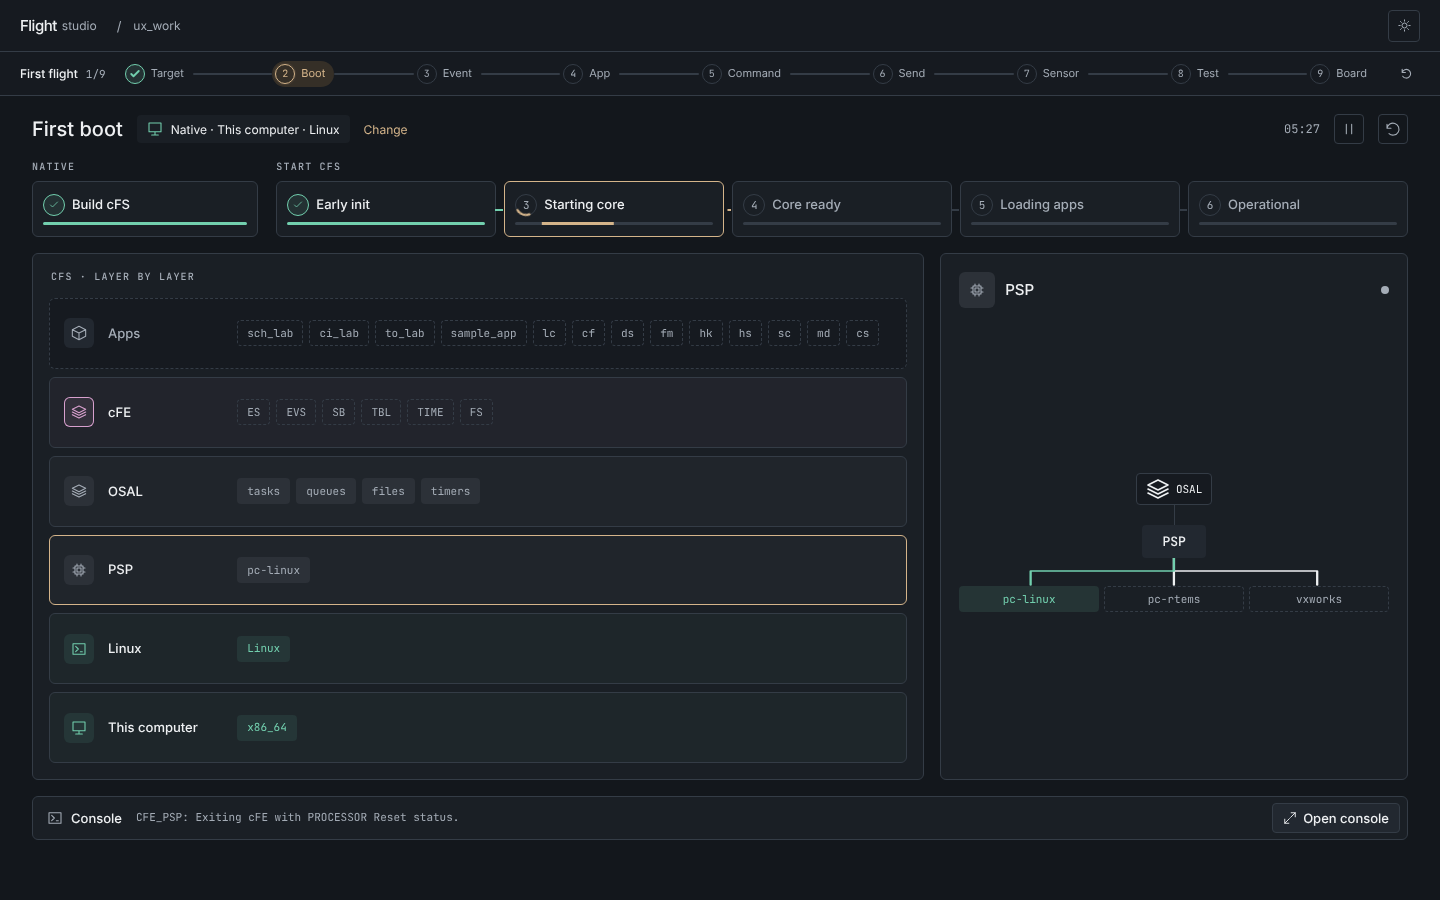 Flight studio / ux_work
First flight 1/9 Target 2 Boot 3 Event 4 App 5 Command 6 Send 7 Sensor 8 Test 9 Board
First boot Native · This computer · Linux Change 05:27
NATIVE START CFS
Build cFS Early init 3 Starting core 4 Core ready 5 Loading apps 6 Operational
CFS · LAYER BY LAYER
Apps sch_lab ci_lab to_lab sample_app lc cf ds fm hk hs sc md cs
cFE ES EVS SB TBL TIME FS
OSAL tasks queues files timers
PSP pc-linux
Linux Linux
This computer x86_64
PSP
OSAL
PSP
pc-linux pc-rtems vxworks
Console CFE_PSP: Exiting cFE with PROCESSOR Reset status. Open console